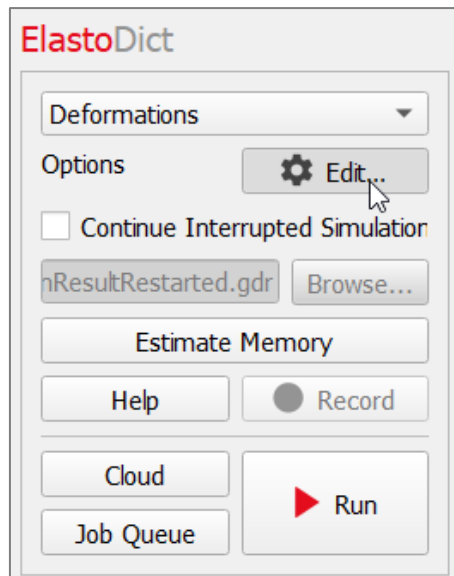 ElastoDict
Deformations
Options Edit...
Continue Interrupted Simulation
nResultRestarted.gdr Browse...
Estimate Memory
Help Record
Cloud
Run
Job Queue